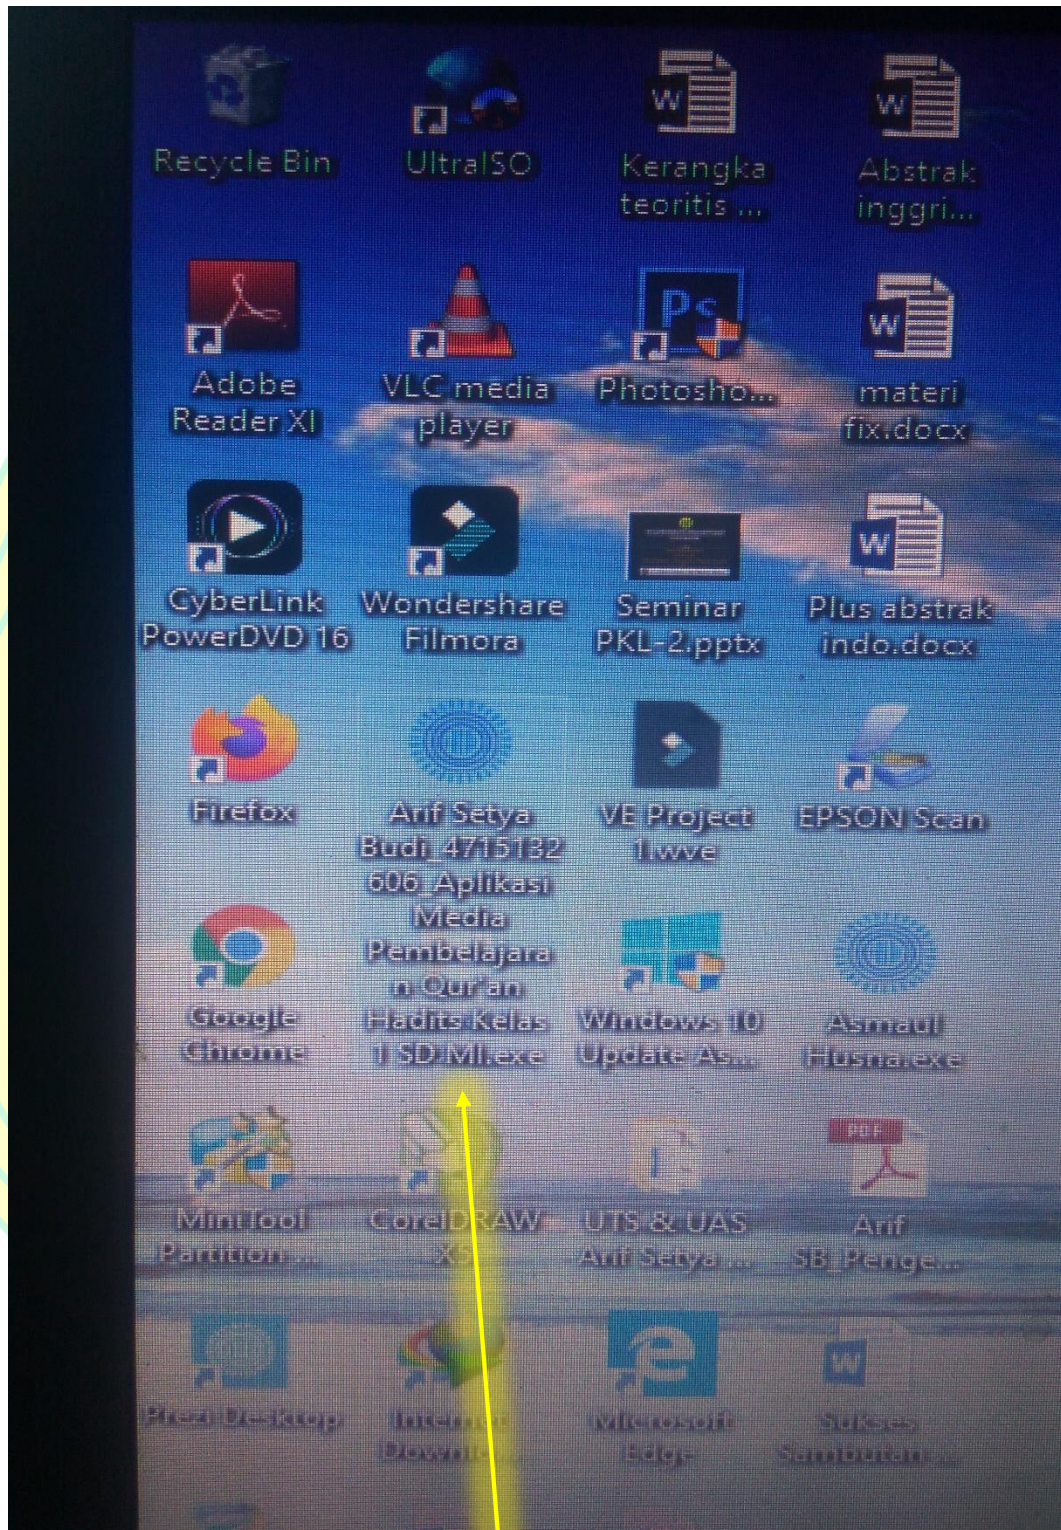 Recycle Bin
UltraISO
Kerangka
teoritis ...
Abstrak
inggri...
Adobe
Reader XI
VLC media
player
Ps
Photosho...
W
materi
fix.docx
CyberLink
PowerDVD 16
Wondershare
Filmora
Seminar
PKL-2.pptx
W
Plus abstrak
indo.docx
Firefox
Arif Setya
Budi_4715132
606_Aplikasi
Media
Pembelajara
n Qur'an
Hadits Kelas
1 SD MI.exe
VE Project
1.wve
EPSON Scan
Google
Chrome
Windows 10
Update As...
Asmaul
Husna.exe
MiniTool
Partition ...
CorelDRAW
X5
UTS & UAS
Arif Setya ...
PDF
Arif
SB_Penge...
Prezi Desktop
Internet
Downlo...
Microsoft
Edge
W
Sukses
Sambutan ...